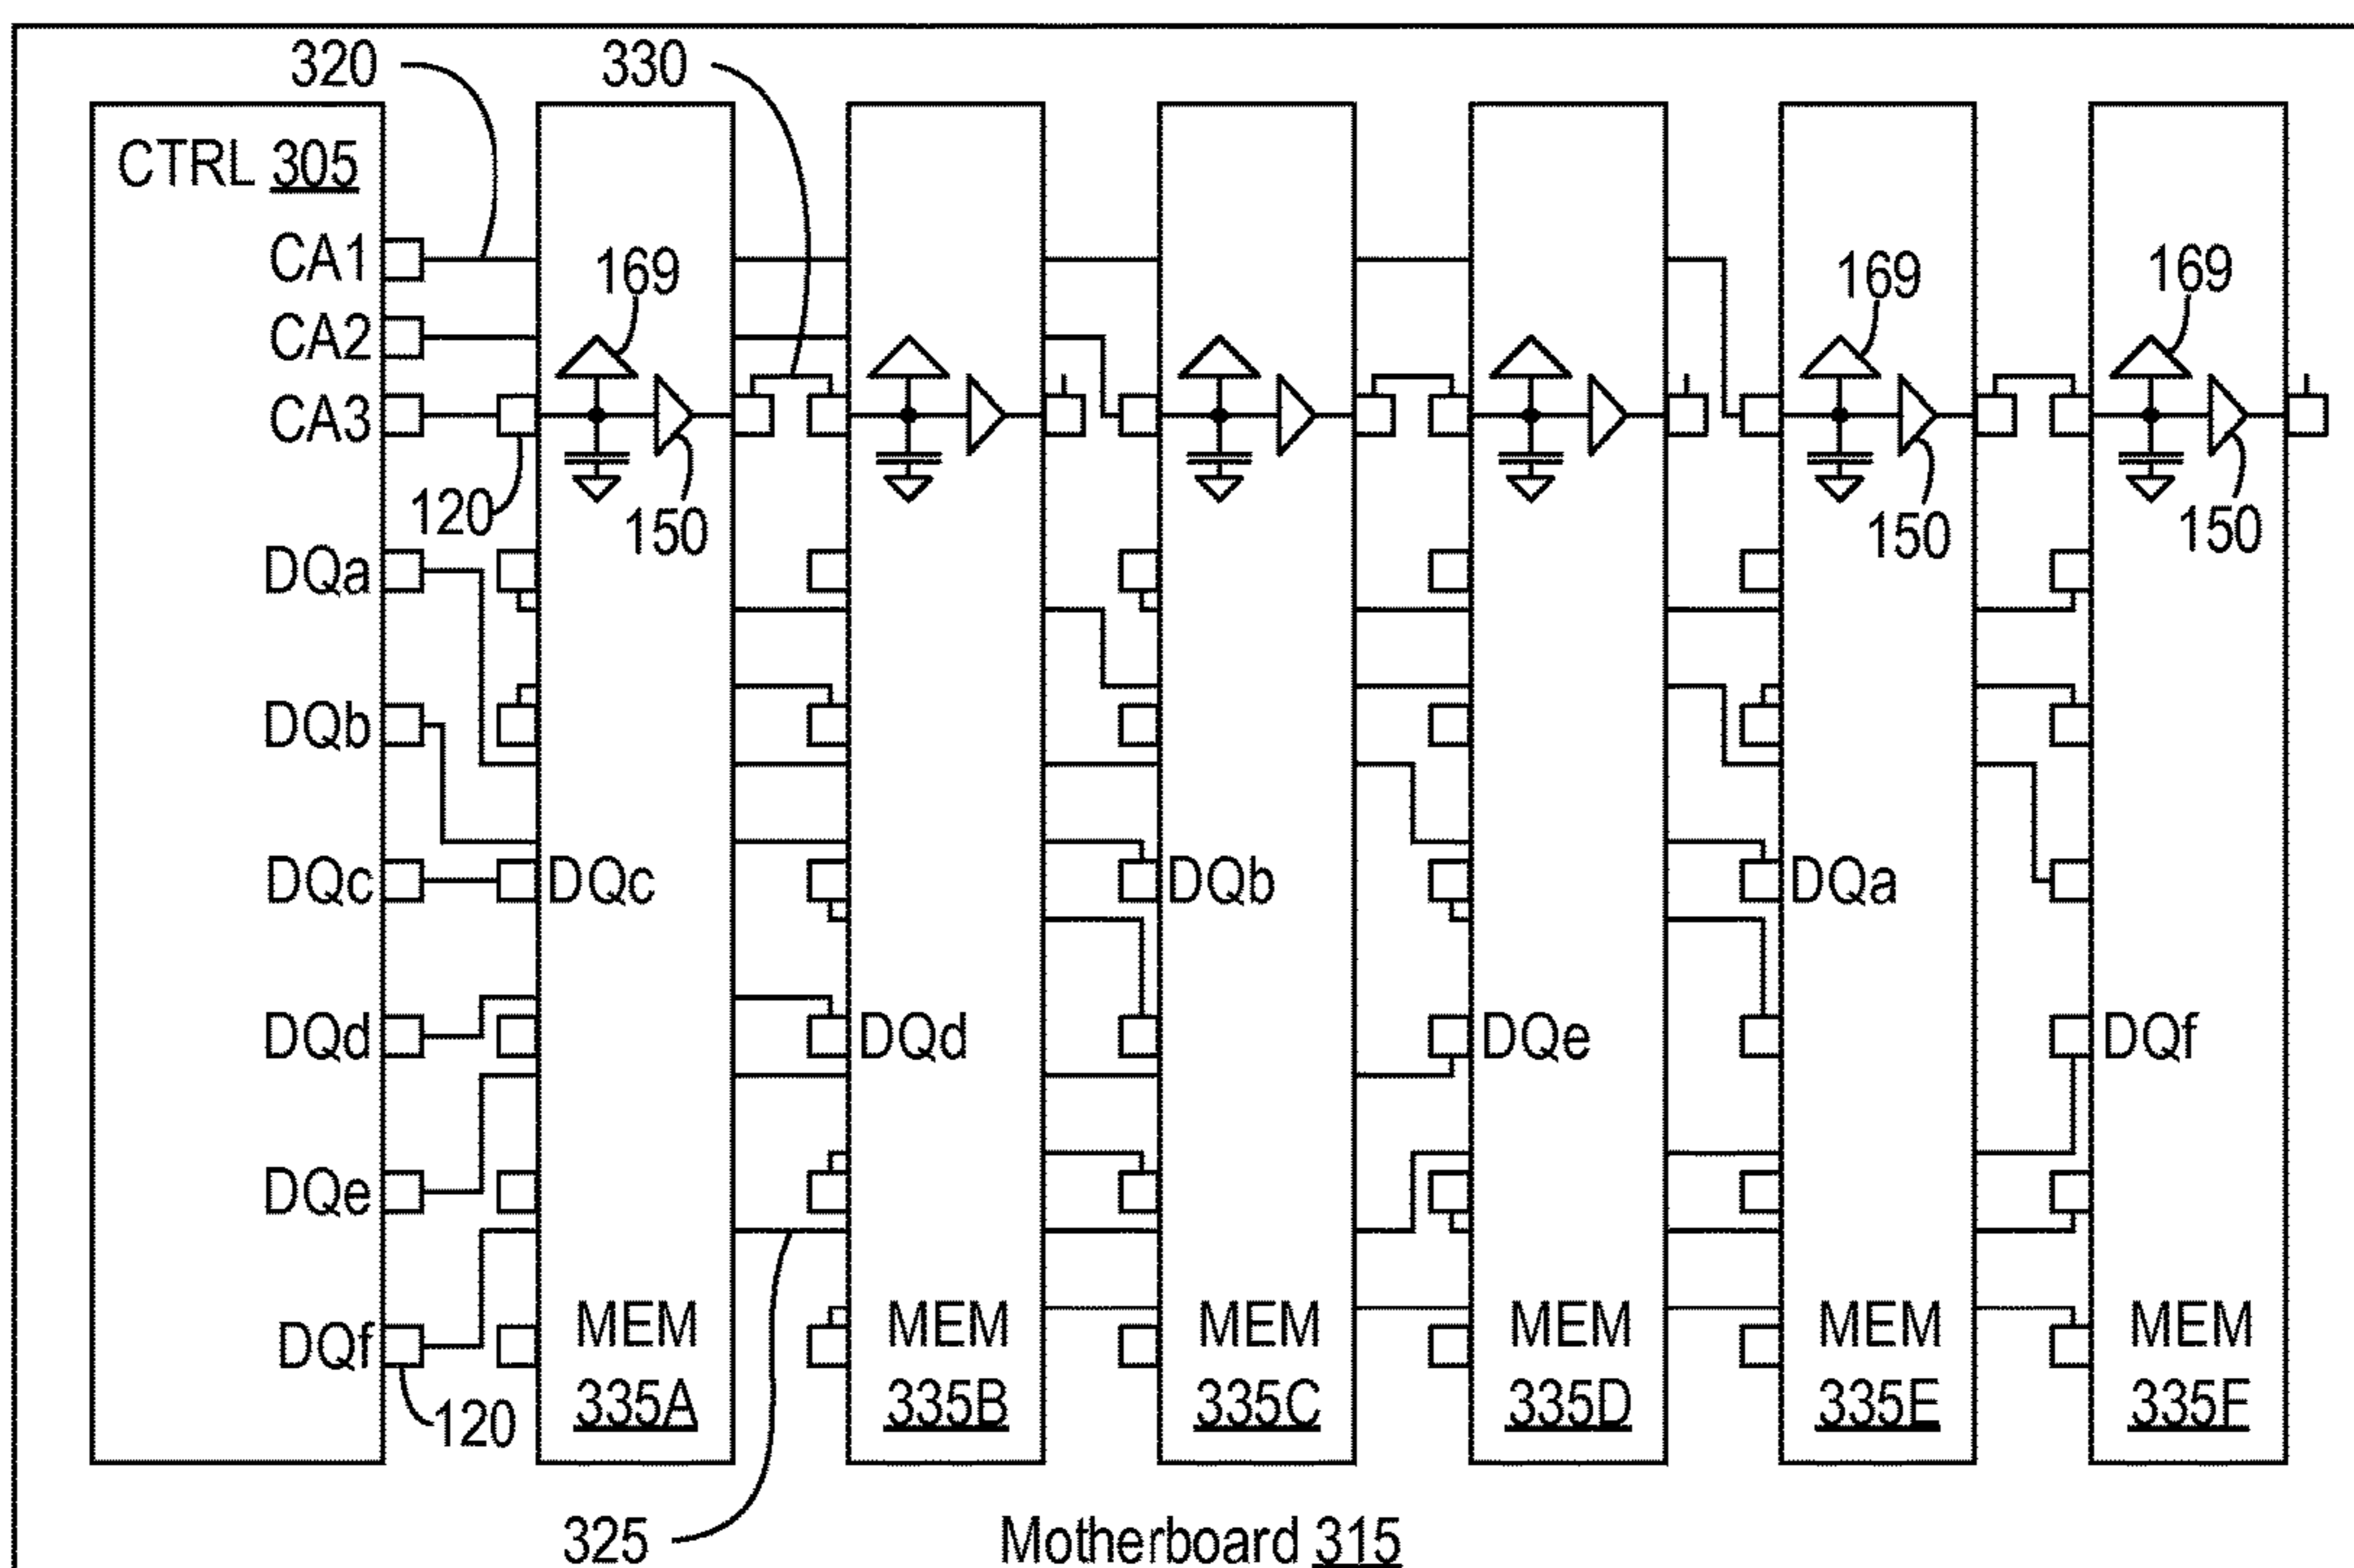 320 330
CTRL 305
CA1
169 169 169
CA2
CA3
120 150 150 150
DQa
DQb
DQc DQc DQb DQa
DQd DQd DQe DQf
DQe
DQf
MEM MEM MEM MEM MEM MEM
335A 335B 335C 335D 335E 335F
120
325
Motherboard 315